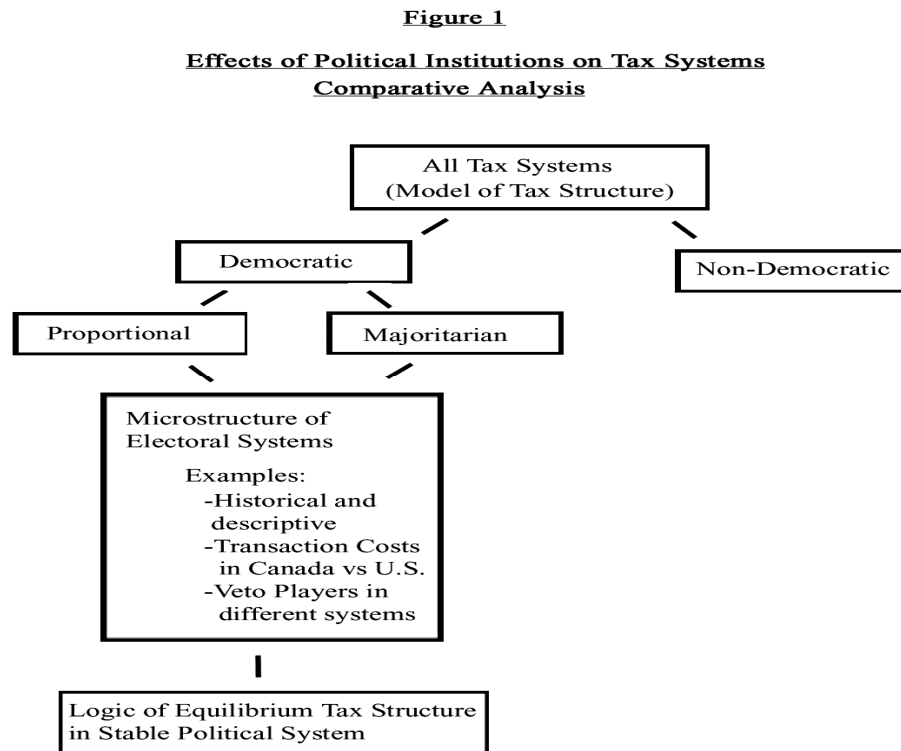 Figure 1
Effects of Political Institutions on Tax Systems
Comparative Analysis
All Tax Systems
(Model of Tax Structure)
Democratic
Non-Democratic
Proportional
Majoritarian
Microstructure of
Electoral Systems
Examples:
-Historical and
descriptive
-Transaction Costs
in Canada vs U.S.
-Veto Players in
different systems
Logic of Equilibrium Tax Structure
in Stable Political System